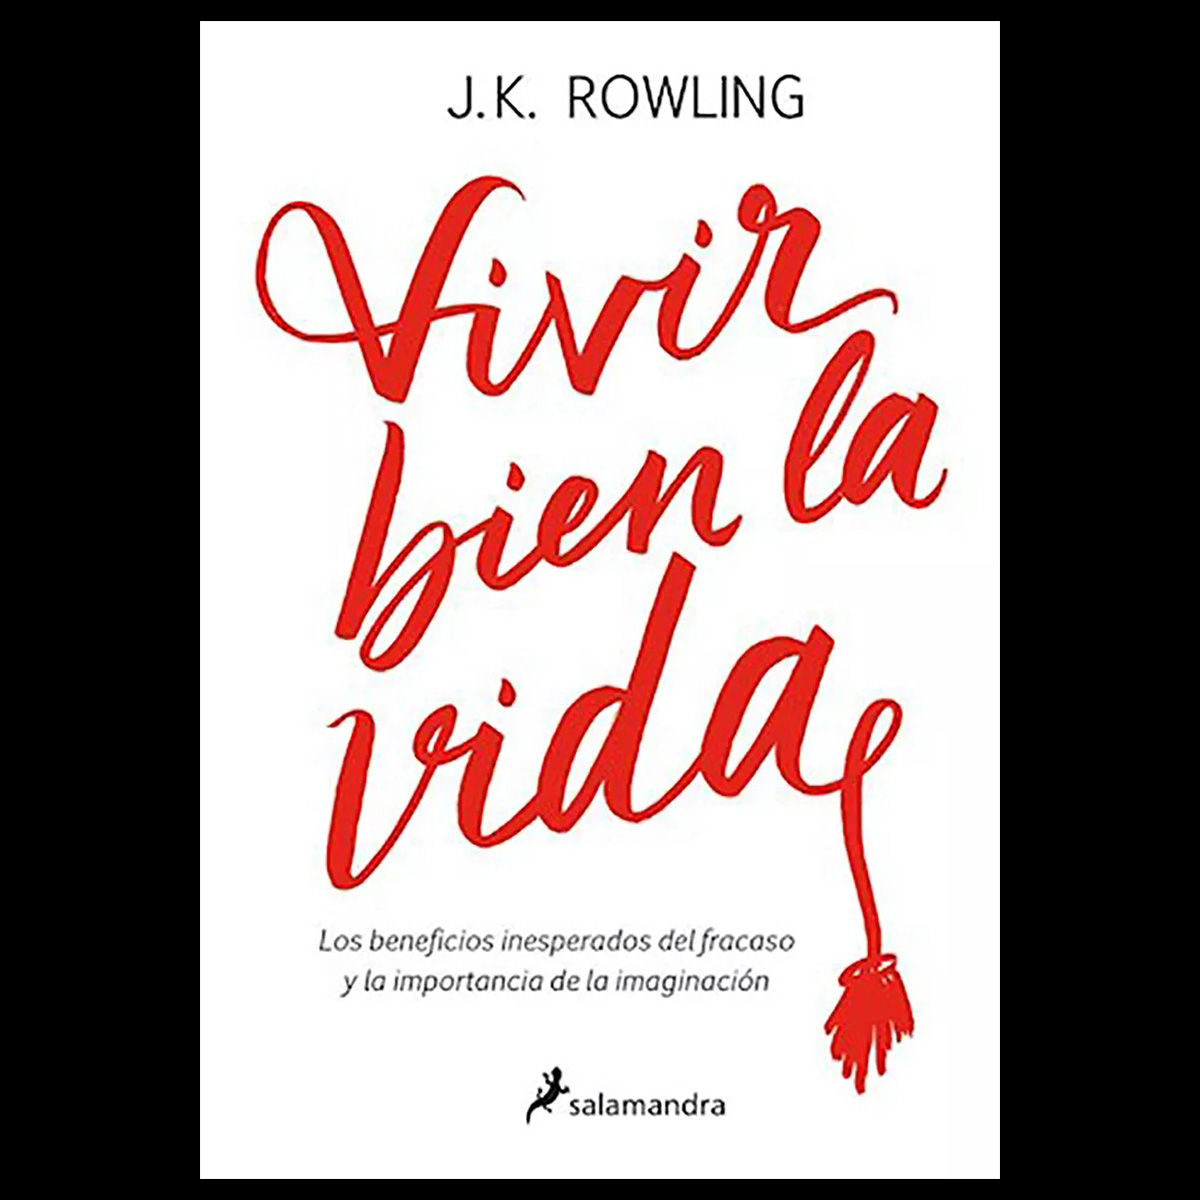 J.K. ROWLING
Vivir
bien la
vida
Los beneficios inesperados del fracaso
y la importancia de la imaginación
salamandra